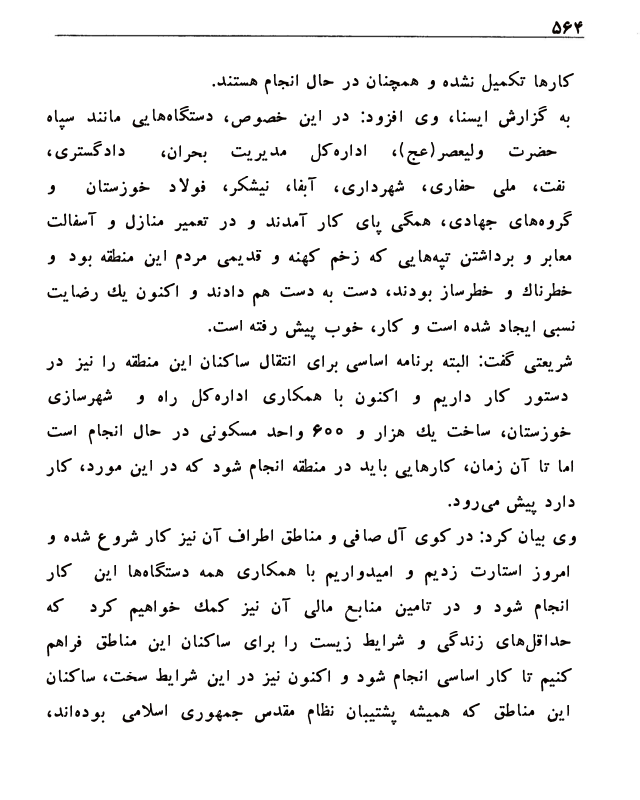 ۵۶۴
کارها تکمیل نشده و همچنان در حال انجام هستند.
به گزارش ایسنا، وی افزود: در این خصوص، دستگاه‌هایی مانند سپاه
حضرت ولیعصر(عج)، اداره‌کل مدیریت بحران، دادگستری،
نفت، ملی حفاری، شهرداری، آبفا، نیشکر، فولاد خوزستان و
گروه‌های جهادی، همگی پای کار آمدند و در تعمیر منازل و آسفالت
معابر و برداشتن تپه‌هایی که زخم کهنه و قدیمی مردم این منطقه بود و
خطرناك و خطرساز بودند، دست به دست هم دادند و اکنون یك رضایت
نسبی ایجاد شده است و کار، خوب پیش رفته است.
شریعتی گفت: البته برنامه اساسی برای انتقال ساکنان این منطقه را نیز در
دستور کار داریم و اکنون با همکاری اداره‌کل راه و شهرسازی
خوزستان، ساخت یك هزار و ۶۰۰ واحد مسکونی در حال انجام است
اما تا آن زمان، کارهایی باید در منطقه انجام شود که در این مورد، کار
دارد پیش می‌رود.
وی بیان کرد: در کوی آل صافی و مناطق اطراف آن نیز کار شروع شده و
امروز استارت زدیم و امیدواریم با همکاری همه دستگاه‌ها این کار
انجام شود و در تامین منابع مالی آن نیز کمك خواهیم کرد که
حداقل‌های زندگی و شرایط زیست را برای ساکنان این مناطق فراهم
کنیم تا کار اساسی انجام شود و اکنون نیز در این شرایط سخت، ساکنان
این مناطق که همیشه پشتیبان نظام مقدس جمهوری اسلامی بوده‌اند،